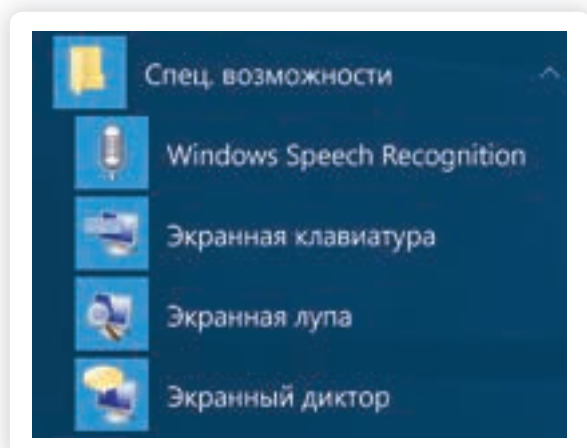 Спец. возможности
Windows Speech Recognition
Экранная клавиатура
Экранная лупа
Экранный диктор